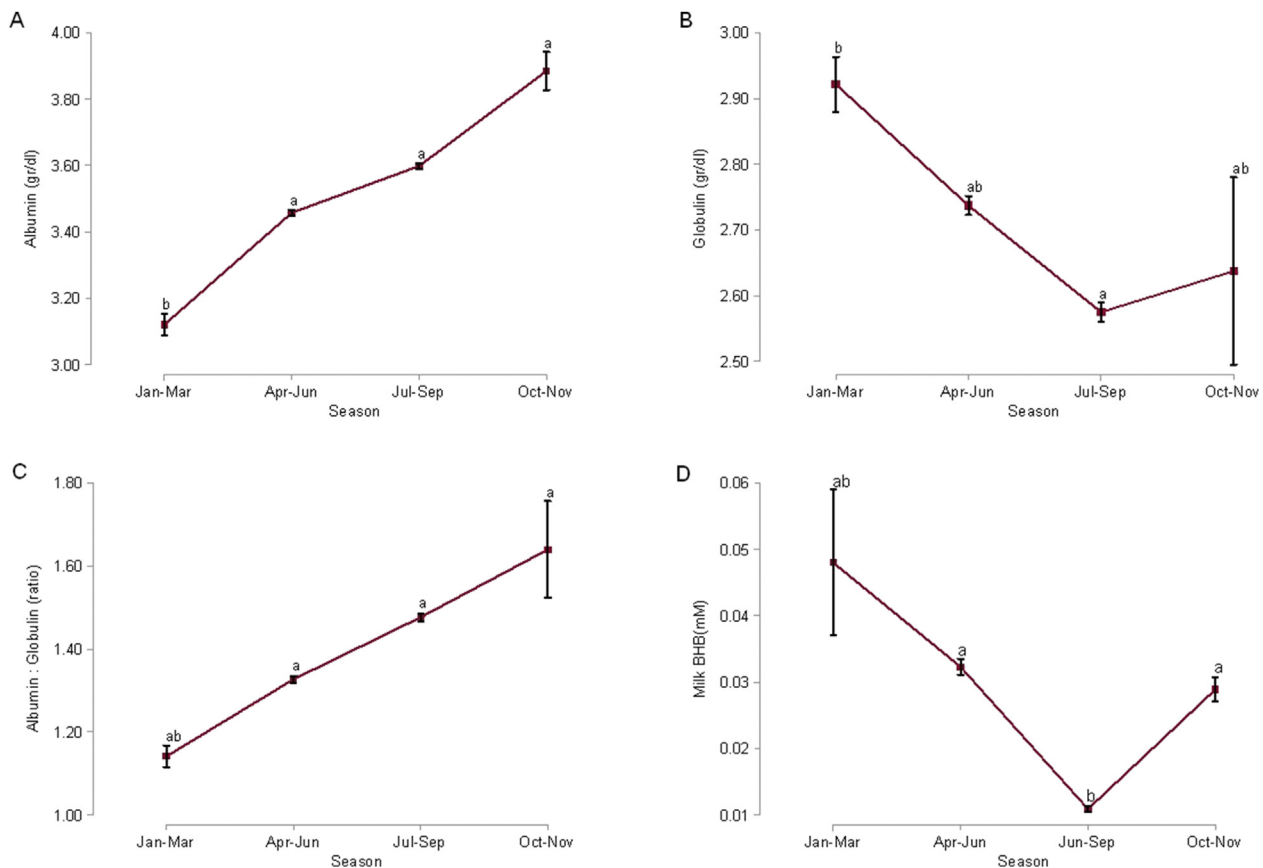 A
4.00
3.80
3.60
3.40
3.20
3.00
Albumin (gr/dl)
b
a
a
a
Jan-Mar Apr-Jun Jul-Sep Oct-Nov
Season
B
3.00
2.90
2.80
2.70
2.60
2.50
Globulin (gr/dl)
b
ab
a
ab
Jan-Mar Apr-Jun Jul-Sep Oct-Nov
Season
C
1.80
1.60
1.40
1.20
1.00
Albumin : Globulin (ratio)
ab
a
a
a
Jan-Mar Apr-Jun Jul-Sep Oct-Nov
Season
D
0.06
0.05
0.04
0.03
0.02
0.01
Milk BHB(mM)
ab
a
b
a
Jan-Mar Apr-Jun Jun-Sep Oct-Nov
Season